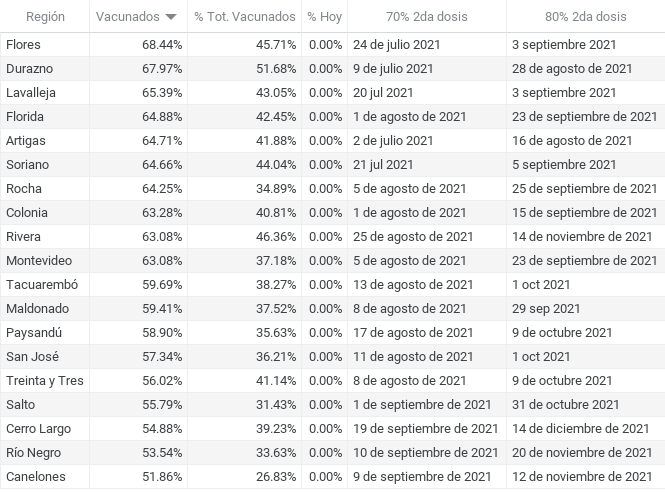 Región Vacunados % Tot. Vacunados % Hoy 70% 2da dosis 80% 2da dosis
Flores 68.44% 45.71% 0.00% 24 de julio 2021 3 septiembre 2021
Durazno 67.97% 51.68% 0.00% 9 de julio 2021 28 de agosto de 2021
Lavalleja 65.39% 43.05% 0.00% 20 jul 2021 3 septiembre 2021
Florida 64.88% 42.45% 0.00% 1 de agosto de 2021 23 de septiembre de 2021
Artigas 64.71% 41.88% 0.00% 2 de julio 2021 16 de agosto de 2021
Soriano 64.66% 44.04% 0.00% 21 jul 2021 5 septiembre 2021
Rocha 64.25% 34.89% 0.00% 5 de agosto de 2021 25 de septiembre de 2021
Colonia 63.28% 40.81% 0.00% 1 de agosto de 2021 15 de septiembre de 2021
Rivera 63.08% 46.36% 0.00% 25 de agosto de 2021 14 de noviembre de 2021
Montevideo 63.08% 37.18% 0.00% 5 de agosto de 2021 23 de septiembre de 2021
Tacuarembó 59.69% 38.27% 0.00% 13 de agosto de 2021 1 oct 2021
Maldonado 59.41% 37.52% 0.00% 8 de agosto de 2021 29 sep 2021
Paysandú 58.90% 35.63% 0.00% 17 de agosto de 2021 9 de octubre 2021
San José 57.34% 36.21% 0.00% 11 de agosto de 2021 1 oct 2021
Treinta y Tres 56.02% 41.14% 0.00% 8 de agosto de 2021 9 de octubre 2021
Salto 55.79% 31.43% 0.00% 1 de septiembre de 2021 31 de octubre 2021
Cerro Largo 54.88% 39.23% 0.00% 19 de septiembre de 2021 14 de diciembre de 2021
Río Negro 53.54% 33.63% 0.00% 10 de septiembre de 2021 20 de noviembre de 2021
Canelones 51.86% 26.83% 0.00% 9 de septiembre de 2021 12 de noviembre de 2021